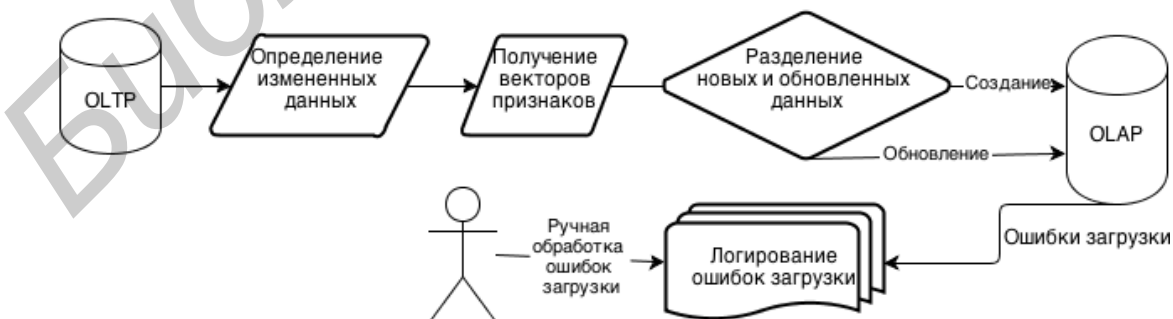 OLTP
Определение
измененных
данных
Получение
векторов
признаков
Разделение
новых и обновленных
данных
Создание
Обновление
OLAP
Ошибки загрузки
Логирование
ошибок загрузки
Ручная
обработка
ошибок
загрузки